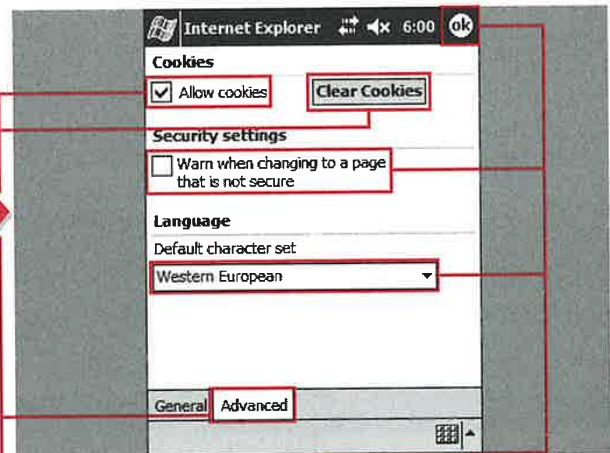 Internet Explorer 6:00 ok
Cookies
Allow cookies Clear Cookies
Security settings
Warn when changing to a page
that is not secure
Language
Default character set
Western European
General Advanced